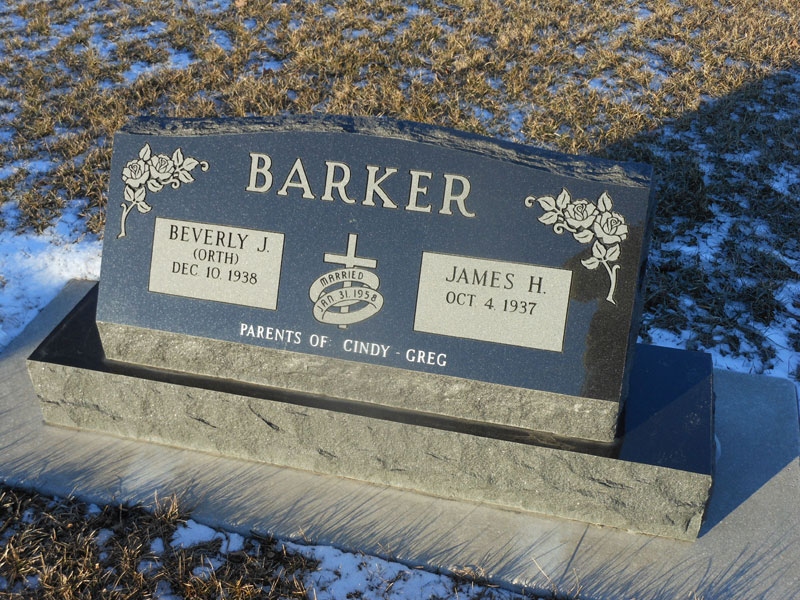 BARKER
BEVERLY J.
(ORTH)
DEC. 10. 1938
MARRIED
JAN 31, 1958
JAMES H.
OCT 4. 1937
PARENTS OF: CINDY - GREG